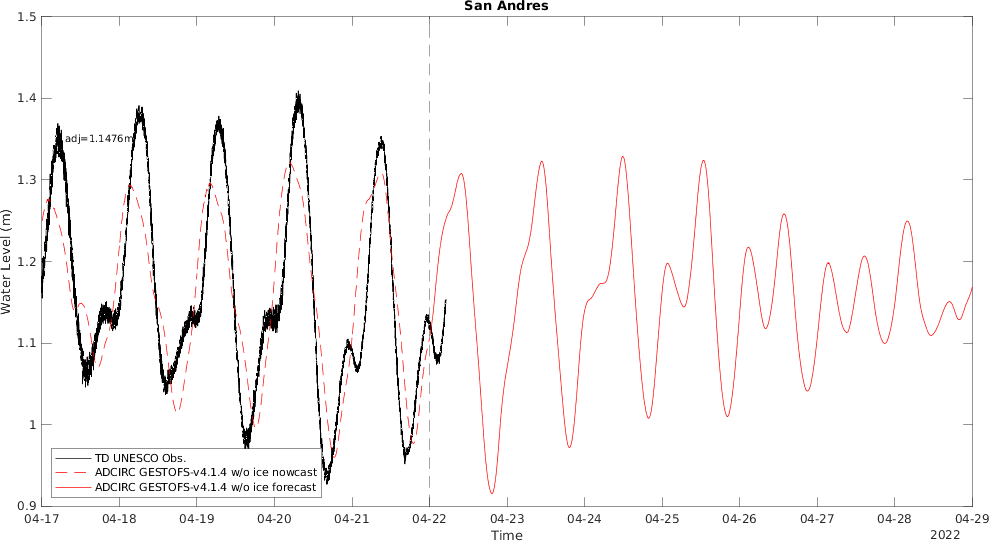 San Andres
1.5
1.4
1.3
1.2
1.1
1
0.9
Water Level (m)
adj=1.1476m
TD UNESCO Obs.
ADCIRC GESTOFS-v4.1.4 w/o ice nowcast
ADCIRC GESTOFS-v4.1.4 w/o ice forecast
04-17 04-18 04-19 04-20 04-21 04-22 04-23 04-24 04-25 04-26 04-27 04-28 04-29
Time
2022